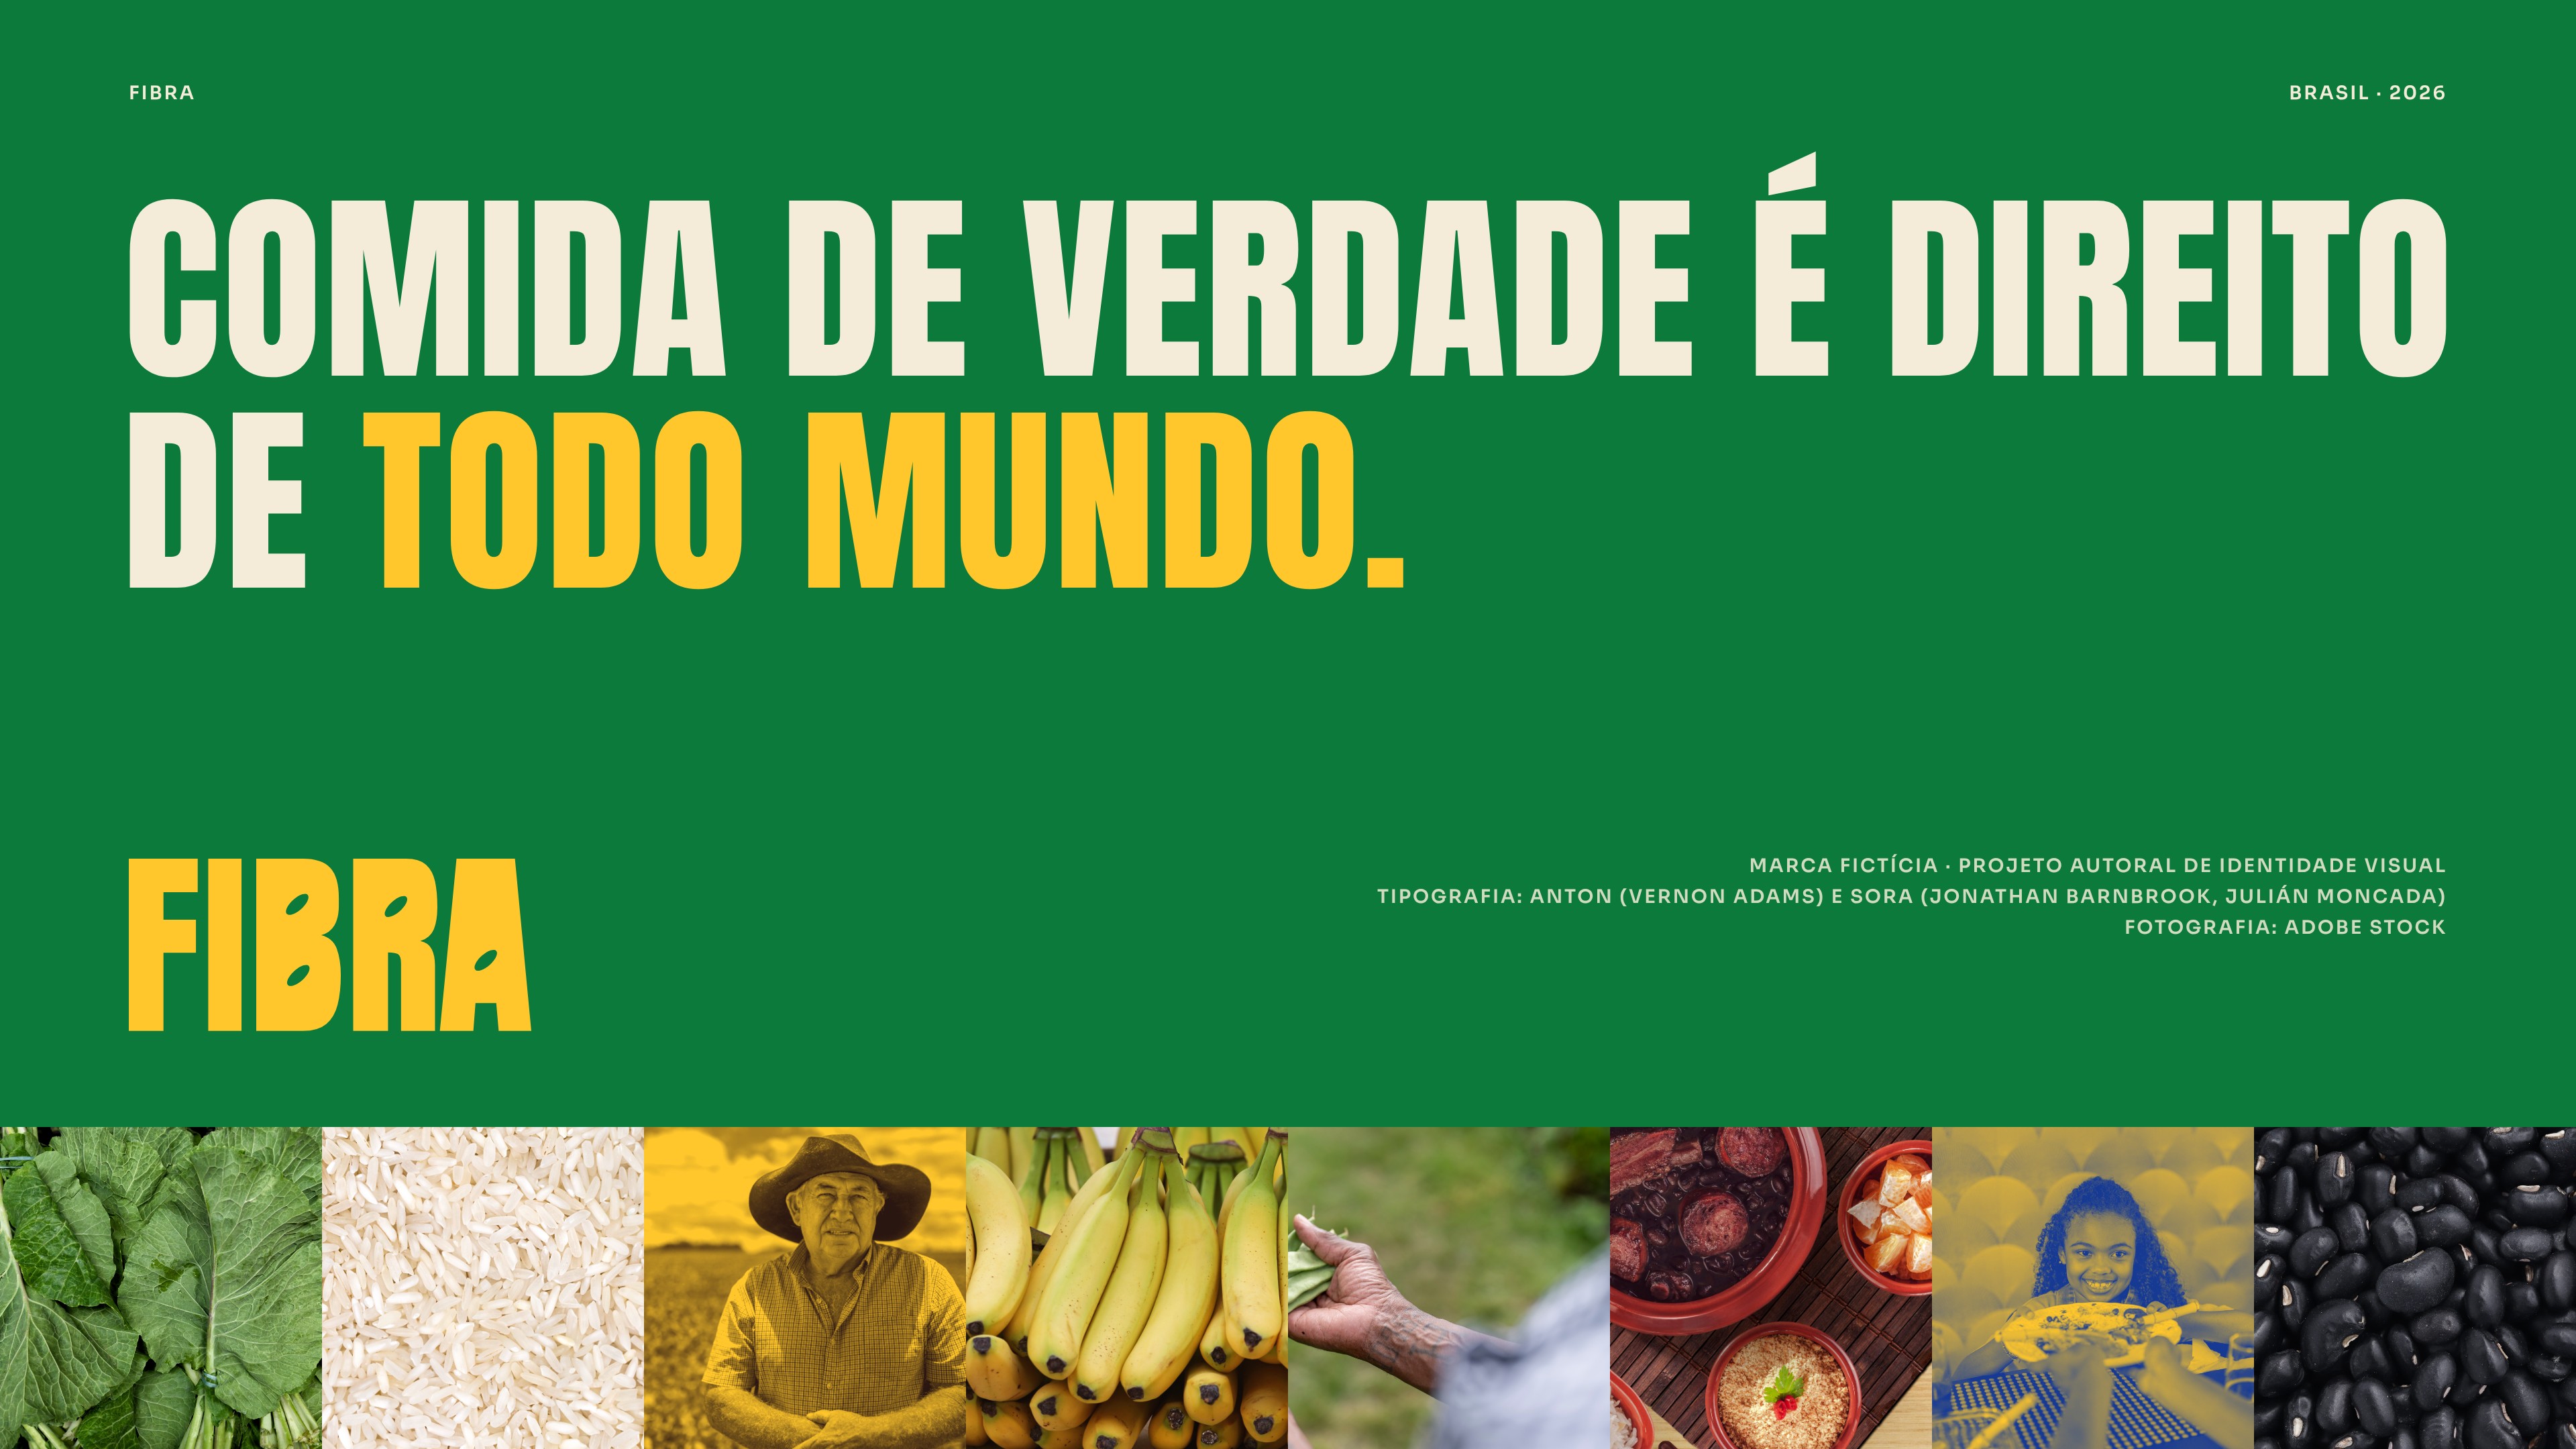 FIBRA
BRASIL · 2026
COMIDA DE VERDADE É DIREITO
DE TODO MUNDO.
FIBRA
MARCA FICTÍCIA · PROJETO AUTORAL DE IDENTIDADE VISUAL
TIPOGRAFIA: ANTON (VERNON ADAMS) E SORA (JONATHAN BARNBROOK, JULIÁN MONCADA)
FOTOGRAFIA: ADOBE STOCK